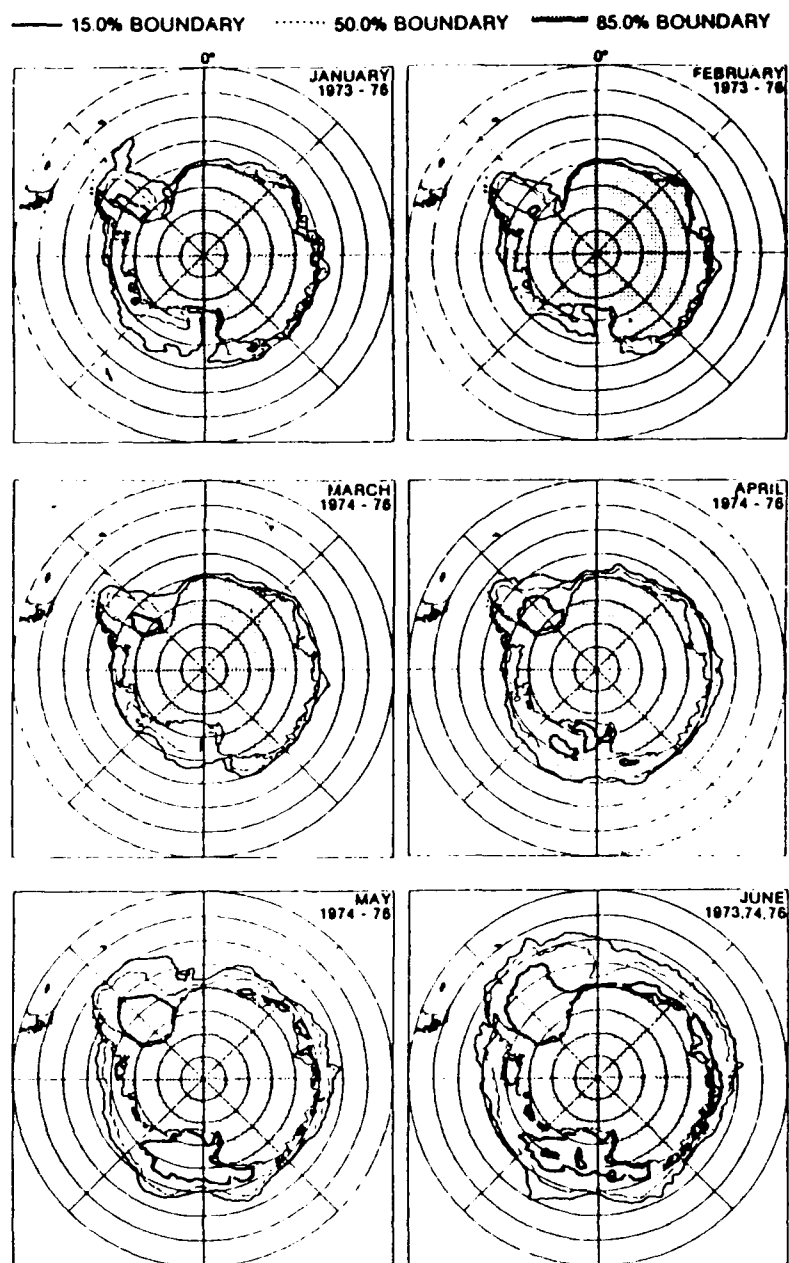 15.0% BOUNDARY 50.0% BOUNDARY 85.0% BOUNDARY
0° 0°
JANUARY
1973 - 76
FEBRUARY
1973 - 76
MARCH
1974 - 76
APRIL
1974 - 76
MAY
1974 - 76
JUNE
1973,74,76